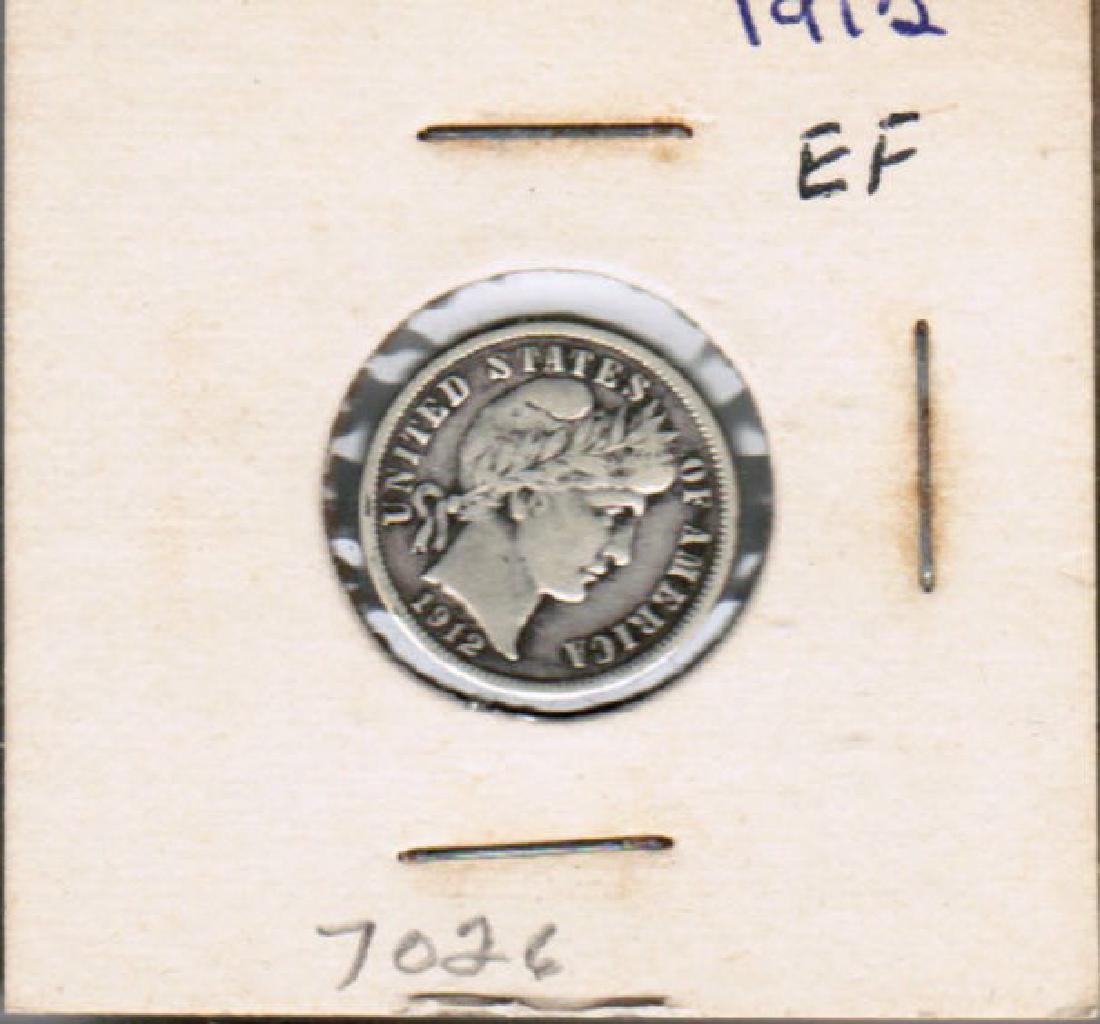 1912
EF
UNITED STATES OF AMERICA
1912
7026